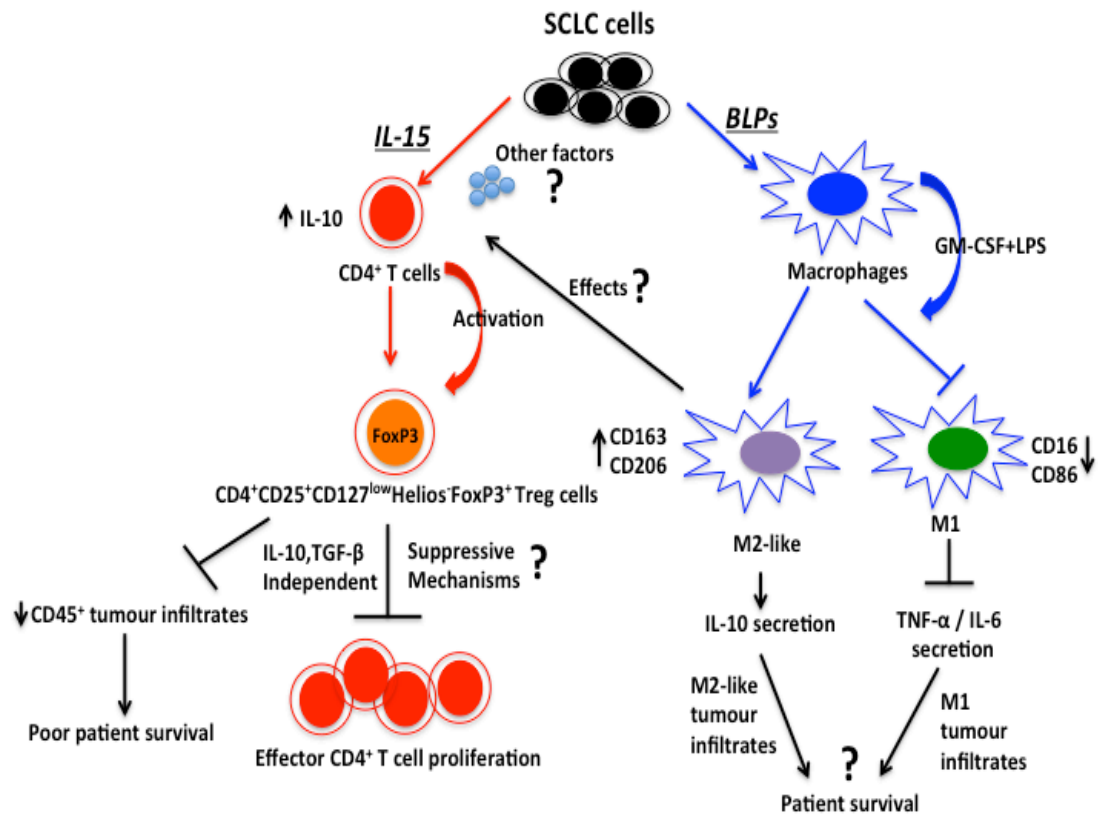 SCLC cells
IL-15
BLPs
Other factors
?
↑ IL-10
CD4⁺ T cells
Activation
Macrophages
GM-CSF+LPS
Effects ?
FoxP3
CD4⁺CD25⁺CD127ˡᵒʷHelios⁻FoxP3⁺ Treg cells
↑ CD163
CD206
CD16 ↓
CD86
M2-like
M1
IL-10,TGF-β
Independent
Suppressive
Mechanisms ?
↓ CD45⁺ tumour infiltrates
Poor patient survival
Effector CD4⁺ T cell proliferation
IL-10 secretion
TNF-α / IL-6
secretion
M2-like
tumour
infiltrates
M1
tumour
infiltrates
?
Patient survival